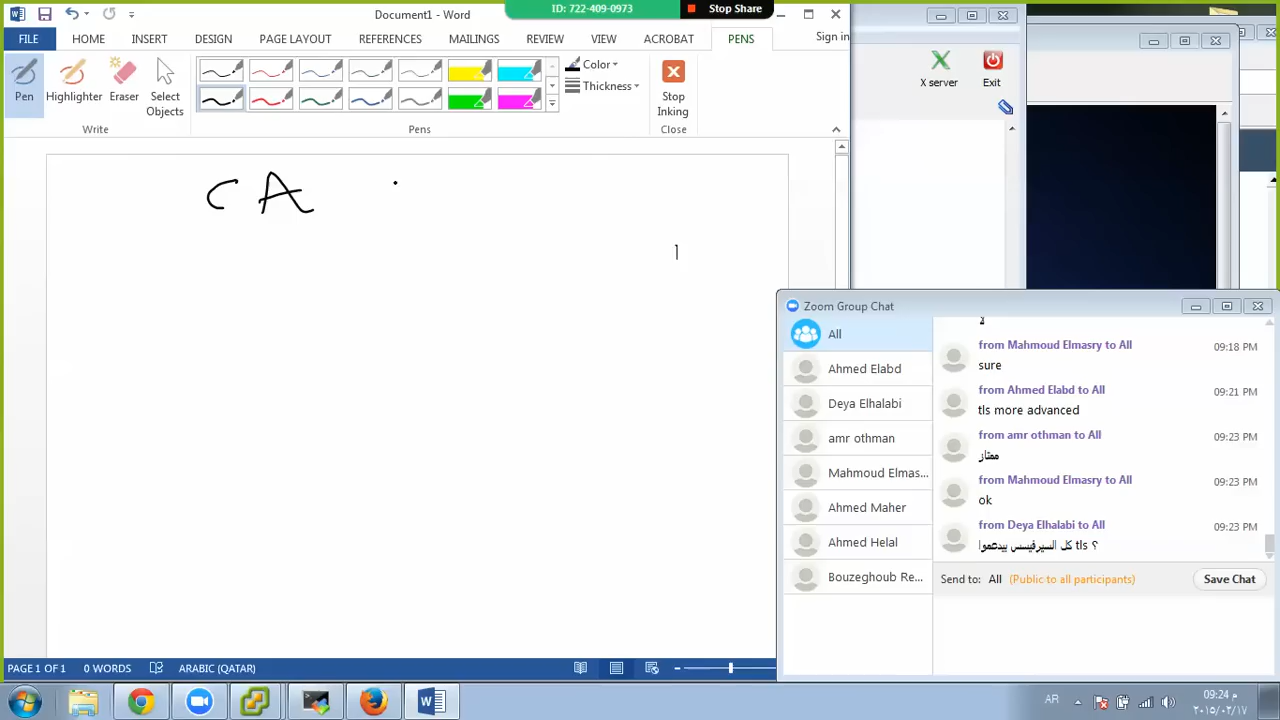 ID: 722-409-0973
Stop Share
Document1 - Word
FILE
HOME
INSERT
DESIGN
PAGE LAYOUT
REFERENCES
MAILINGS
REVIEW
VIEW
ACROBAT
PENS
Sign in
Pen
Highlighter
Eraser
Select
Objects
Color
Thickness
Stop
Inking
Write
Pens
Close
X server
Exit
CA
Zoom Group Chat
All
Ahmed Elabd
Deya Elhalabi
amr othman
Mahmoud Elmas...
Ahmed Maher
Ahmed Helal
Bouzeghoub Re...
لا
from Mahmoud Elmasry to All
09:18 PM
sure
from Ahmed Elabd to All
09:21 PM
tls more advanced
from amr othman to All
09:23 PM
ممتاز
from Mahmoud Elmasry to All
09:23 PM
ok
from Deya Elhalabi to All
09:23 PM
كل السيرفيسس بيدعموا tls ؟
Send to: All (Public to all participants)
Save Chat
PAGE 1 OF 1
0 WORDS
ARABIC (QATAR)
AR
09:24 م
٢٠١٥/٠٢/١٧